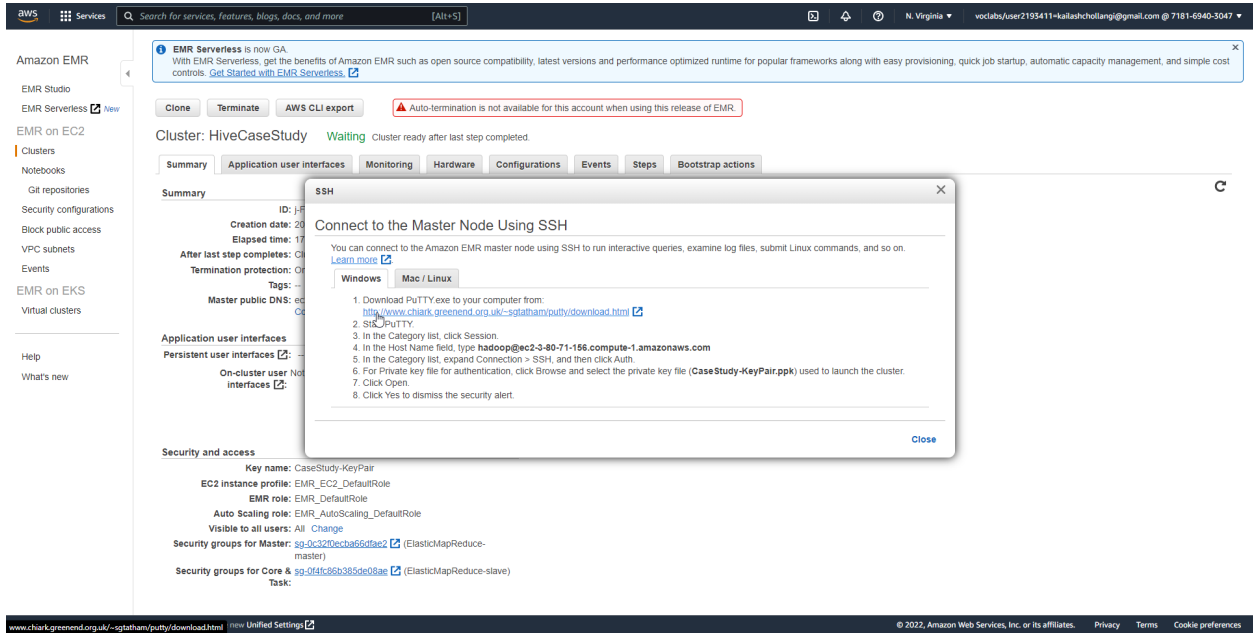 aws Services Search for services, features, blogs, docs, and more [Alt+S] N. Virginia voclabs/user2193411=kailashchollangi@gmail.com @ 7181-6940-3047
Amazon EMR
EMR Studio
EMR Serverless New
EMR on EC2
Clusters
Notebooks
Git repositories
Security configurations
Block public access
VPC subnets
Events
EMR on EKS
Virtual clusters
Help
What's new
EMR Serverless is now GA.
With EMR Serverless, get the benefits of Amazon EMR such as open source compatibility, latest versions and performance optimized runtime for popular frameworks along with easy provisioning, quick job startup, automatic capacity management, and simple cost
controls. Get Started with EMR Serverless.
Clone Terminate AWS CLI export Auto-termination is not available for this account when using this release of EMR.
Cluster: HiveCaseStudy Waiting Cluster ready after last step completed.
Summary Application user interfaces Monitoring Hardware Configurations Events Steps Bootstrap actions
Summary
ID: j-F
Creation date: 20
Elapsed time: 17
After last step completes: Cl
Termination protection: On
Tags: --
Master public DNS: ec
Co
Application user interfaces
Persistent user interfaces : --
On-cluster user Not
interfaces :
SSH
Connect to the Master Node Using SSH
You can connect to the Amazon EMR master node using SSH to run interactive queries, examine log files, submit Linux commands, and so on.
Learn more .
Windows Mac / Linux
1. Download PuTTY.exe to your computer from:
http://www.chiark.greenend.org.uk/~sgtatham/putty/download.html
2. Start PuTTY.
3. In the Category list, click Session.
4. In the Host Name field, type hadoop@ec2-3-80-71-156.compute-1.amazonaws.com
5. In the Category list, expand Connection > SSH, and then click Auth.
6. For Private key file for authentication, click Browse and select the private key file (CaseStudy-KeyPair.ppk) used to launch the cluster.
7. Click Open.
8. Click Yes to dismiss the security alert.
Close
Security and access
Key name: CaseStudy-KeyPair
EC2 instance profile: EMR_EC2_DefaultRole
EMR role: EMR_DefaultRole
Auto Scaling role: EMR_AutoScaling_DefaultRole
Visible to all users: All Change
Security groups for Master: sg-0c32f0ecba66dfae2 (ElasticMapReduce-
master)
Security groups for Core & sg-0f4fc86b385de08ae (ElasticMapReduce-slave)
Task:
www.chiark.greenend.org.uk/~sgtatham/putty/download.html new Unified Settings © 2022, Amazon Web Services, Inc. or its affiliates. Privacy Terms Cookie preferences